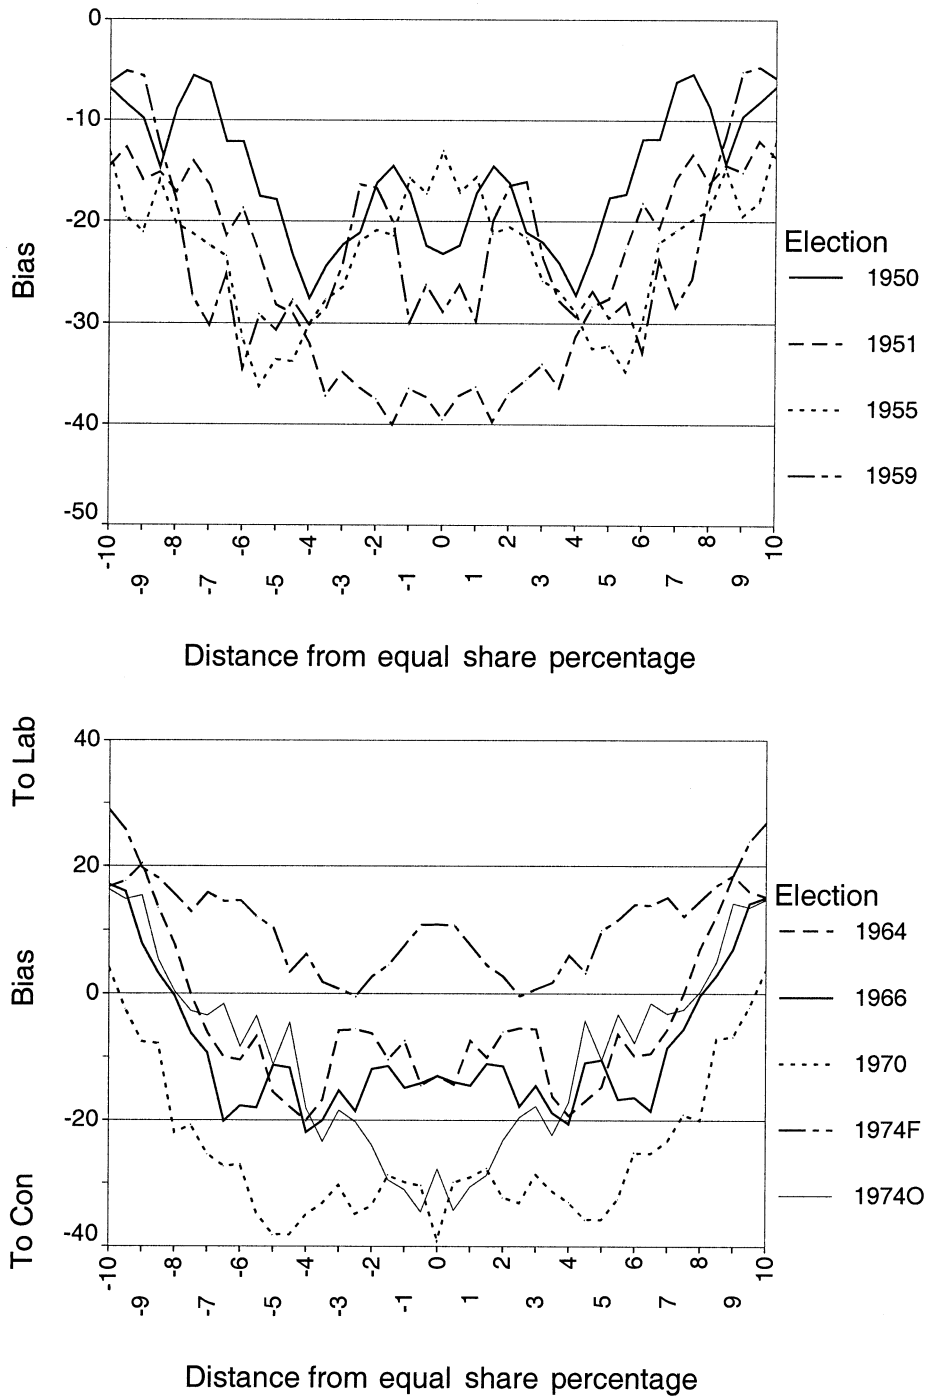 0
-10
-20
-30
-40
-50
Bias
-10 -9 -8 -7 -6 -5 -4 -3 -2 -1 0 1 2 3 4 5 6 7 8 9 10
Distance from equal share percentage
Election
1950
1951
1955
1959
40
20
0
-20
-40
To Lab
Bias
To Con
-10 -9 -8 -7 -6 -5 -4 -3 -2 -1 0 1 2 3 4 5 6 7 8 9 10
Distance from equal share percentage
Election
1964
1966
1970
1974F
1974O